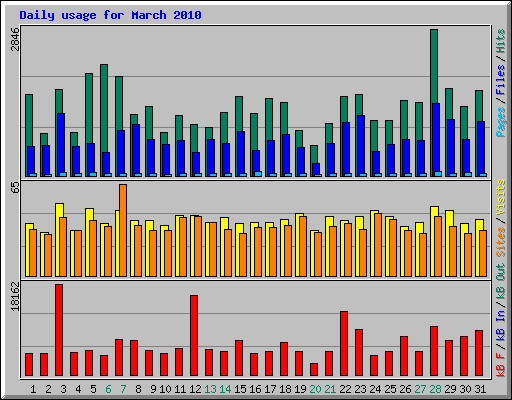 Daily usage for March 2010
2846
Pages / Files / Hits
65
Sites / Visits
18162
kB F / kB In / kB Out
1 2 3 4 5 6 7 8 9 10 11 12 13 14 15 16 17 18 19 20 21 22 23 24 25 26 27 28 29 30 31